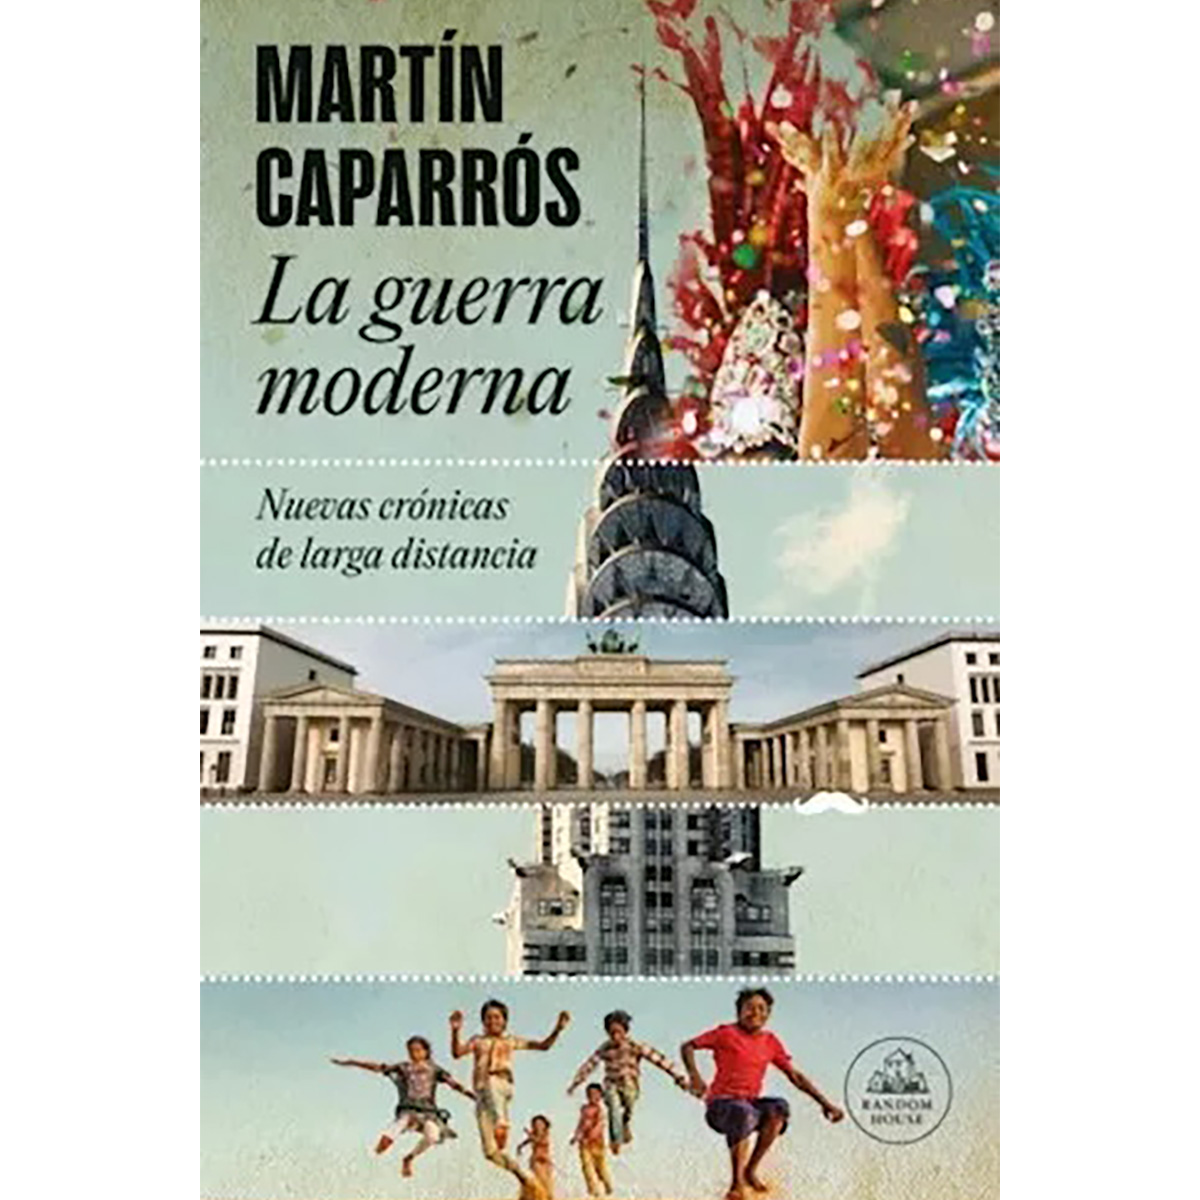 MARTÍN
CAPARRÓS
La guerra
moderna
Nuevas crónicas
de larga distancia
RANDOM
HOUSE